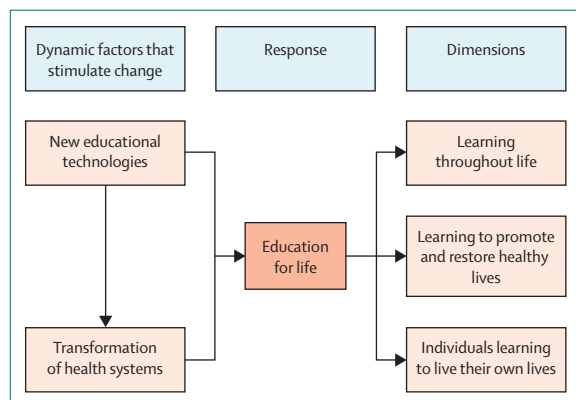 Dynamic factors that
stimulate change
Response
Dimensions
New educational
technologies
Transformation
of health systems
Education
for life
Learning
throughout life
Learning to promote
and restore healthy
lives
Individuals learning
to live their own lives